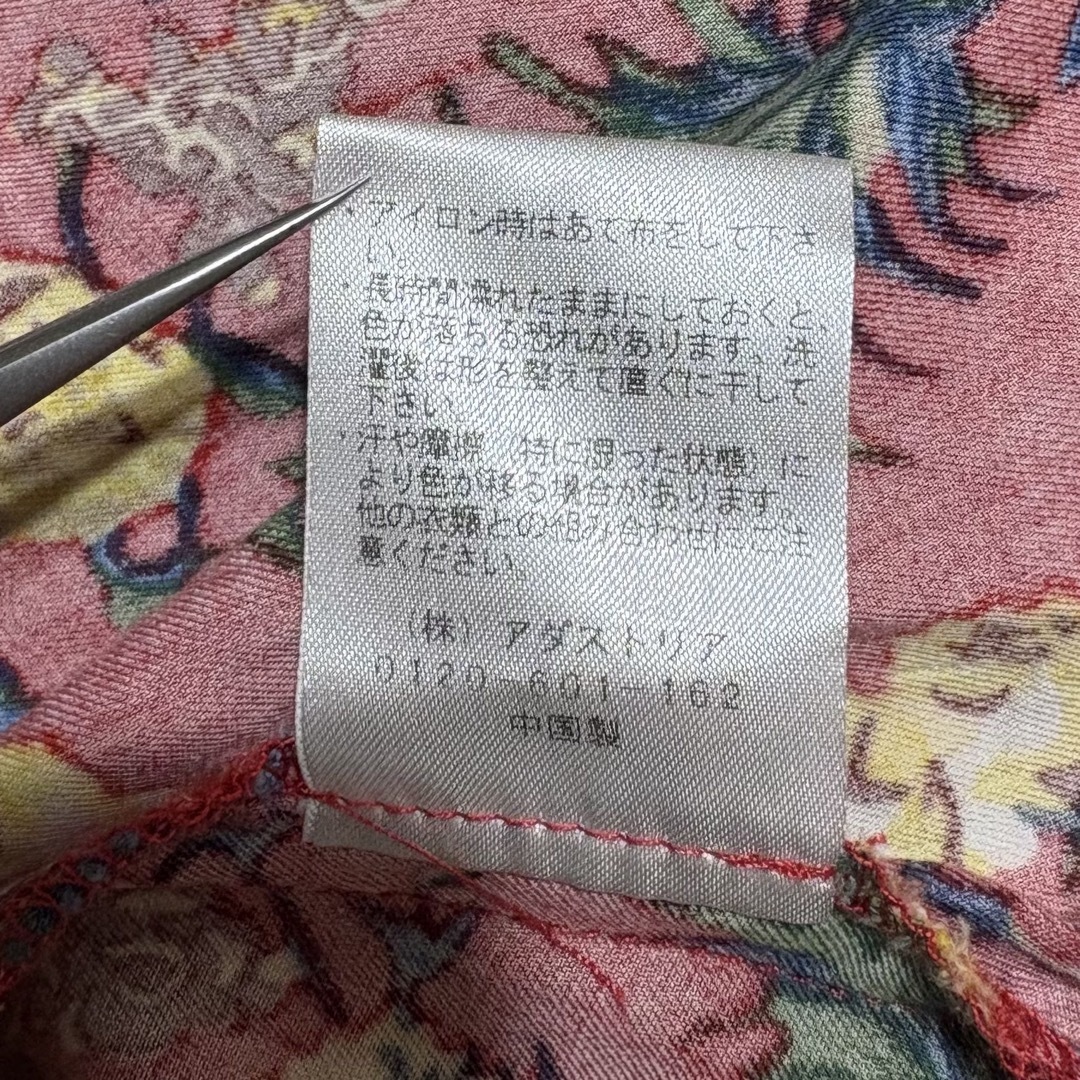 ・アイロン時はあて布をして下さ
い。
・長時間濡れたままにしておくと、
色が落ちる恐れがあります。洗
濯後は形を整えて直ぐに干して
下さい。
・汗や摩擦（特に湿った状態）に
より色が移る場合があります。
他の衣類との組み合わせにご注
意ください。
（株）アダストリア
0120-601-162
中国製